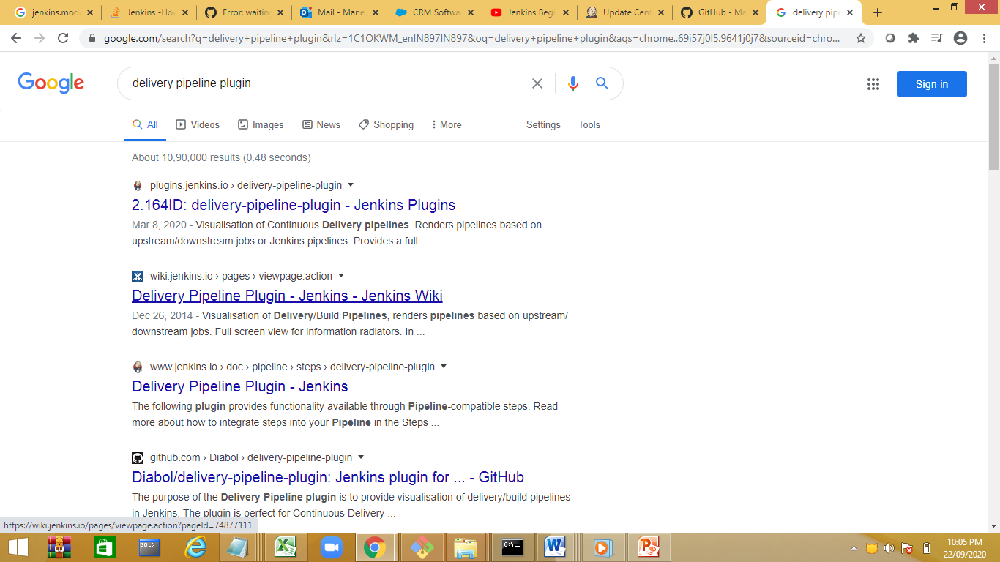 jenkins.mod
Jenkins -Hov
Error: waiting
Mail - Mane
CRM Softwa
Jenkins Begi
Update Cent
GitHub - Ma
delivery pip
google.com/search?q=delivery+pipeline+plugin&rlz=1C1OKWM_enIN897IN897&oq=delivery+pipeline+plugin&aqs=chrome..69i57j0l5.9641j0j7&sourceid=chro...
Google
delivery pipeline plugin
Sign in
All
Videos
Images
News
Shopping
More
Settings
Tools
About 10,90,000 results (0.48 seconds)
plugins.jenkins.io › delivery-pipeline-plugin
2.164ID: delivery-pipeline-plugin - Jenkins Plugins
Mar 8, 2020 - Visualisation of Continuous Delivery pipelines. Renders pipelines based on
upstream/downstream jobs or Jenkins pipelines. Provides a full ...
wiki.jenkins.io › pages › viewpage.action
Delivery Pipeline Plugin - Jenkins - Jenkins Wiki
Dec 26, 2014 - Visualisation of Delivery/Build Pipelines, renders pipelines based on upstream/
downstream jobs. Full screen view for information radiators. In ...
www.jenkins.io › doc › pipeline › steps › delivery-pipeline-plugin
Delivery Pipeline Plugin - Jenkins
The following plugin provides functionality available through Pipeline-compatible steps. Read
more about how to integrate steps into your Pipeline in the Steps ...
github.com › Diabol › delivery-pipeline-plugin
Diabol/delivery-pipeline-plugin: Jenkins plugin for ... - GitHub
The purpose of the Delivery Pipeline plugin is to provide visualisation of delivery/build pipelines
in Jenkins. The plugin is perfect for Continuous Delivery ...
https://wiki.jenkins.io/pages/viewpage.action?pageId=74877111
SQL>
C:\_
10:05 PM
22/09/2020